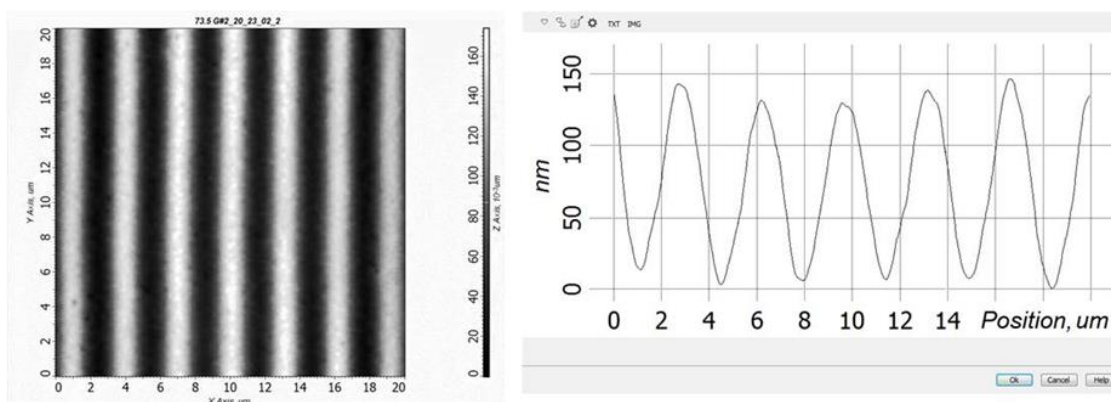 73.5 G#2_20_23_02_2
20
18
16
14
12
10
8
6
4
2
0
Y Axis, um
0 2 4 6 8 10 12 14 16 18 20
X Axis, um
160
140
120
100
80
60
40
20
0
Z Axis, 10⁻³um
TXT IMG
150
100
50
0
nm
0 2 4 6 8 10 12 14 Position, um
Ok Cancel Help